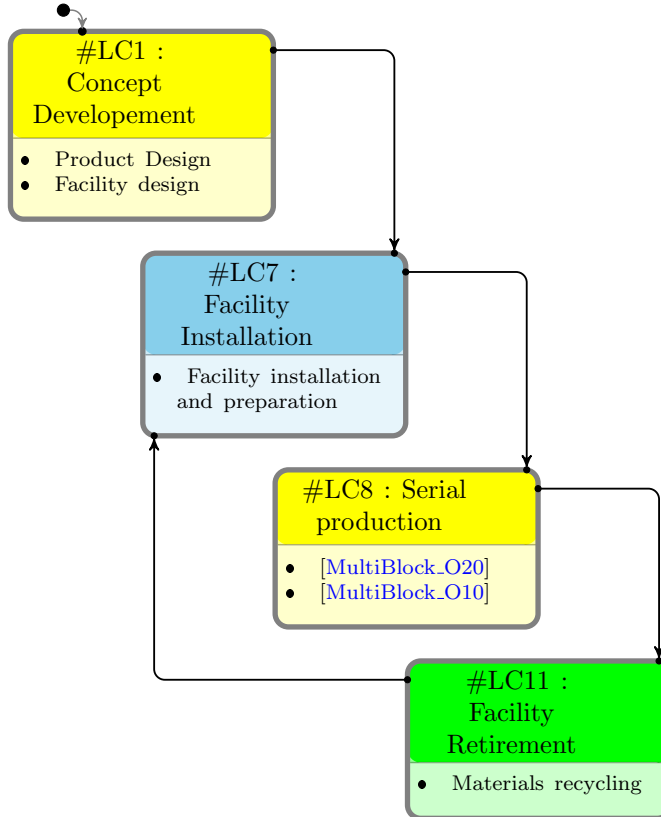 #LC1 :
Concept
Developement
● Product Design
● Facility design
#LC7 :
Facility
Installation
● Facility installation
and preparation
#LC8 : Serial
production
● [MultiBlock_O20]
● [MultiBlock_O10]
#LC11 :
Facility
Retirement
● Materials recycling